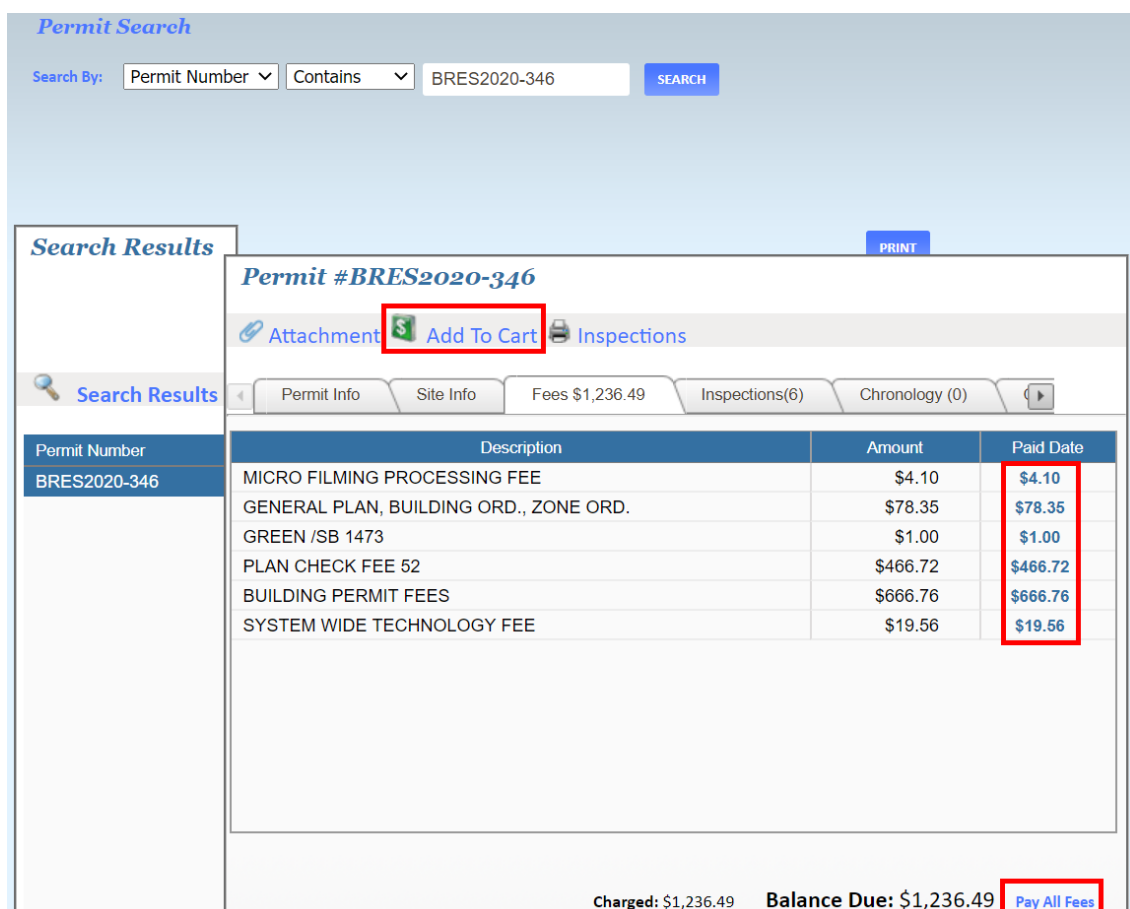 Permit Search
Search By: Permit Number Contains BRES2020-346 SEARCH
Search Results
PRINT
Permit #BRES2020-346
Attachment Add To Cart Inspections
Search Results
Permit Info Site Info Fees $1,236.49 Inspections(6) Chronology (0)
Permit Number
BRES2020-346
Description Amount Paid Date
MICRO FILMING PROCESSING FEE $4.10 $4.10
GENERAL PLAN, BUILDING ORD., ZONE ORD. $78.35 $78.35
GREEN /SB 1473 $1.00 $1.00
PLAN CHECK FEE 52 $466.72 $466.72
BUILDING PERMIT FEES $666.76 $666.76
SYSTEM WIDE TECHNOLOGY FEE $19.56 $19.56
Charged: $1,236.49 Balance Due: $1,236.49 Pay All Fees